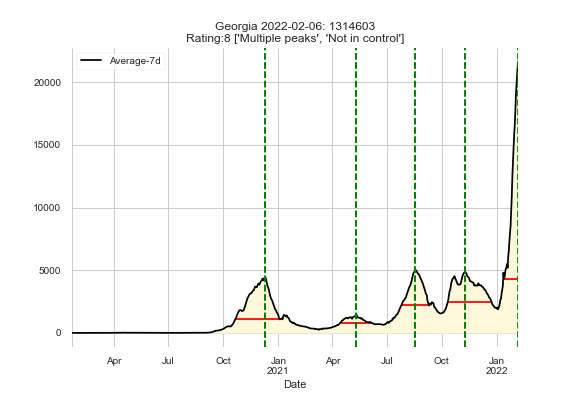 Georgia 2022-02-06: 1314603
Rating:8 ['Multiple peaks', 'Not in control']
Average-7d
20000
15000
10000
5000
0
Apr Jul Oct Jan Apr Jul Oct Jan
2021 2022
Date